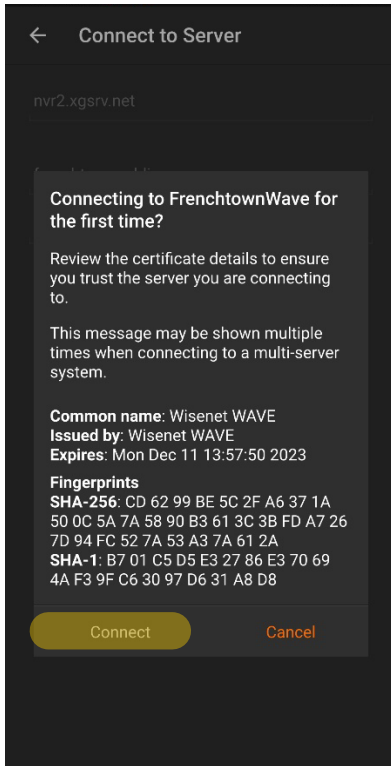 Connect to Server
nvr2.xgsrv.net
Connecting to FrenchtownWave for
the first time?
Review the certificate details to ensure
you trust the server you are connecting
to.
This message may be shown multiple
times when connecting to a multi-server
system.
Common name: Wisenet WAVE
Issued by: Wisenet WAVE
Expires: Mon Dec 11 13:57:50 2023
Fingerprints
SHA-256: CD 62 99 BE 5C 2F A6 37 1A
50 0C 5A 7A 58 90 B3 61 3C 3B FD A7 26
7D 94 FC 52 7A 53 A3 7A 61 2A
SHA-1: B7 01 C5 D5 E3 27 86 E3 70 69
4A F3 9F C6 30 97 D6 31 A8 D8
Connect Cancel